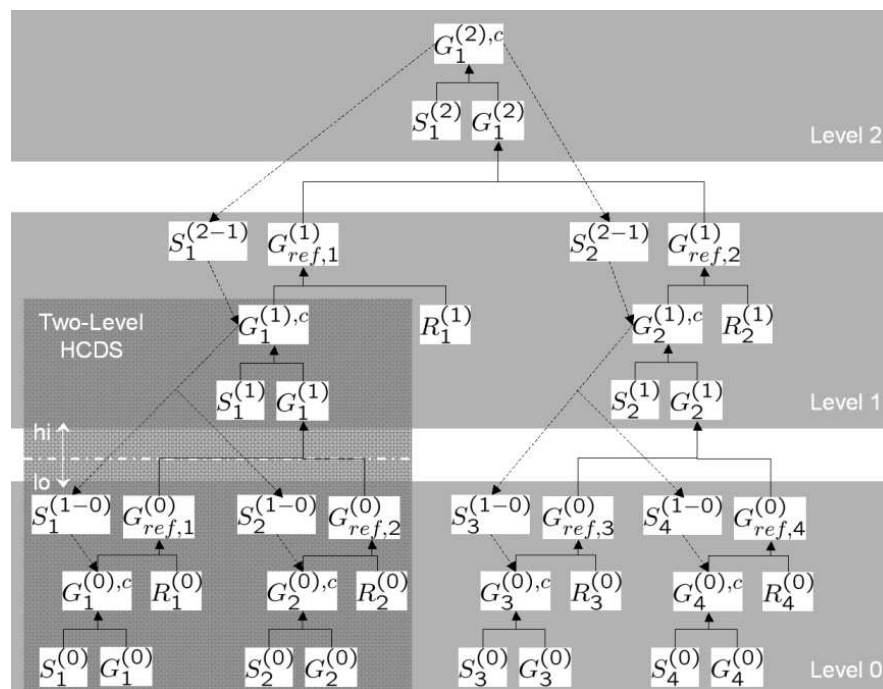 G_1^{(2),c}
S_1^{(2)} G_1^{(2)}
Level 2
S_1^{(2-1)} G_{ref,1}^{(1)} S_2^{(2-1)} G_{ref,2}^{(1)}
Two-Level
HCDS
G_1^{(1),c} R_1^{(1)} G_2^{(1),c} R_2^{(1)}
S_1^{(1)} G_1^{(1)} S_2^{(1)} G_2^{(1)}
Level 1
hi
lo
S_1^{(1-0)} G_{ref,1}^{(0)} S_2^{(1-0)} G_{ref,2}^{(0)} S_3^{(1-0)} G_{ref,3}^{(0)} S_4^{(1-0)} G_{ref,4}^{(0)}
G_1^{(0),c} R_1^{(0)} G_2^{(0),c} R_2^{(0)} G_3^{(0),c} R_3^{(0)} G_4^{(0),c} R_4^{(0)}
S_1^{(0)} G_1^{(0)} S_2^{(0)} G_2^{(0)} S_3^{(0)} G_3^{(0)} S_4^{(0)} G_4^{(0)}
Level 0